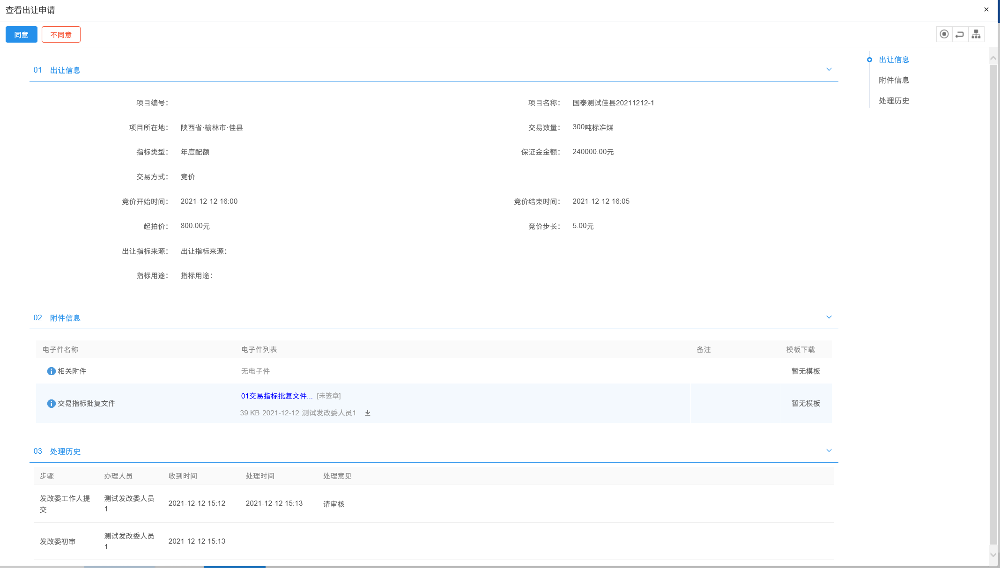 查看出让申请
×
同意 不同意
01 出让信息
出让信息
附件信息
处理历史
项目编号：
项目名称： 国泰测试佳县20211212-1
项目所在地： 陕西省·榆林市·佳县
交易数量： 300吨标准煤
指标类型： 年度配额
保证金金额： 240000.00元
交易方式： 竞价
竞价开始时间： 2021-12-12 16:00
竞价结束时间： 2021-12-12 16:05
起拍价： 800.00元
竞价步长： 5.00元
出让指标来源： 出让指标来源：
指标用途： 指标用途：
02 附件信息
电子件名称 电子件列表 备注 模板下载
相关附件 无电子件 暂无模板
01交易指标批复文件... [未签章]
交易指标批复文件 暂无模板
39 KB 2021-12-12 测试发改委人员1
03 处理历史
步骤 办理人员 收到时间 处理时间 处理意见
发改委工作人提
交
测试发改委人员
1
2021-12-12 15:12 2021-12-12 15:13 请审核
发改委初审
测试发改委人员
1
2021-12-12 15:13 -- --